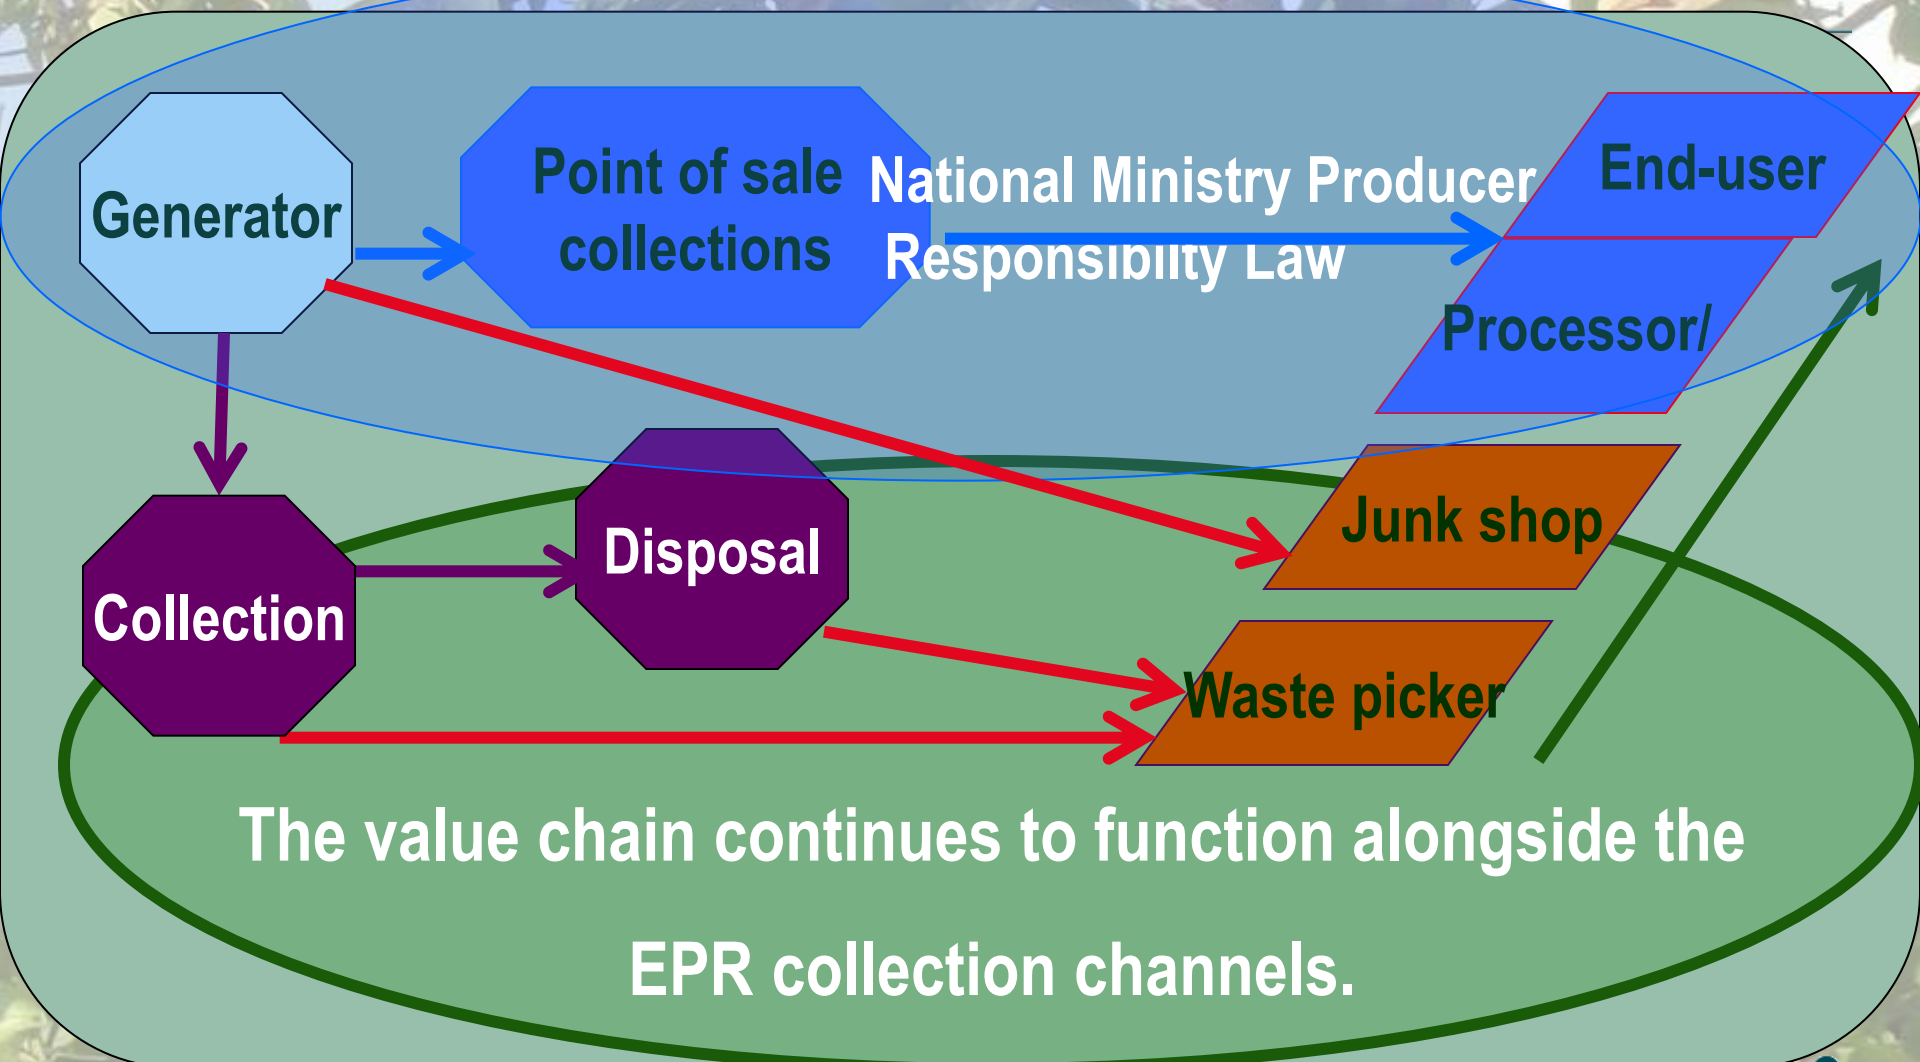 Generator
Point of sale
collections
National Ministry Producer
Responsibilty Law
End-user
Processor/
Junk shop
Disposal
Collection
Waste picker
The value chain continues to function alongside the
EPR collection channels.